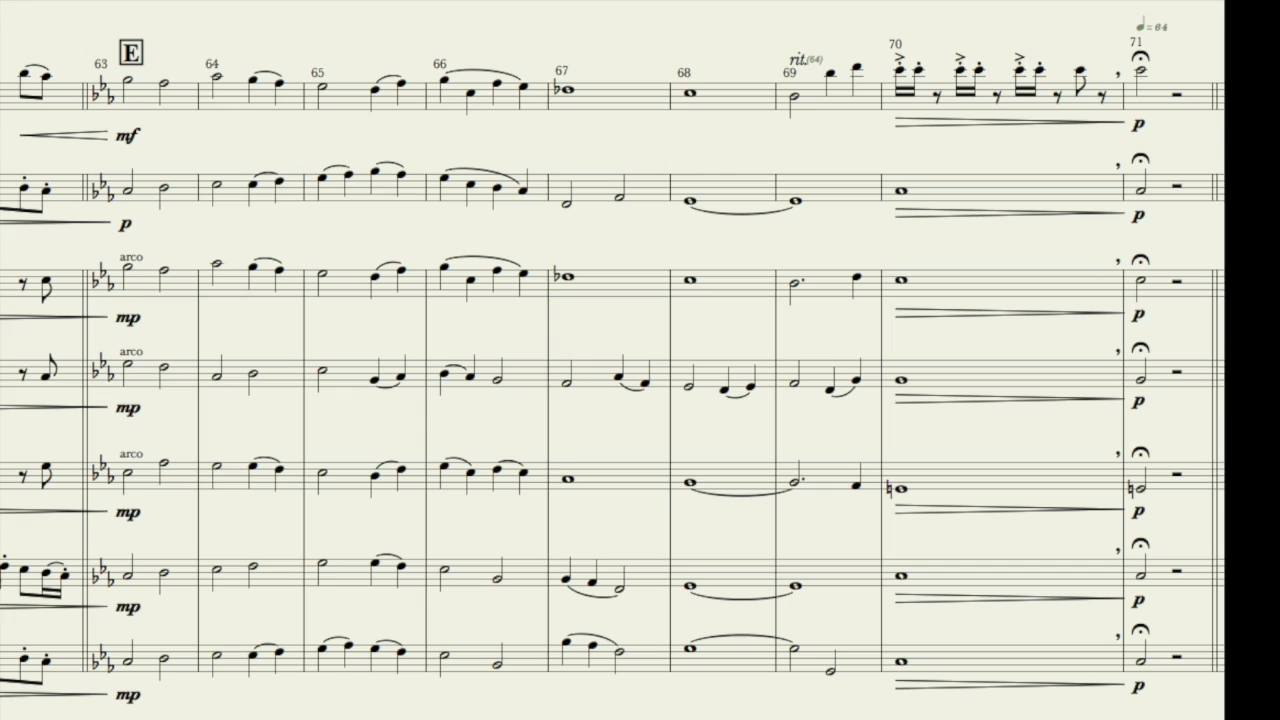 ♩ = 64
E
63 64 65 66 67 68 69 70 71
rit. (64)
mf
p
p
p
arco
mp
p
arco
mp
p
arco
mp
p
mp
p
mp
p